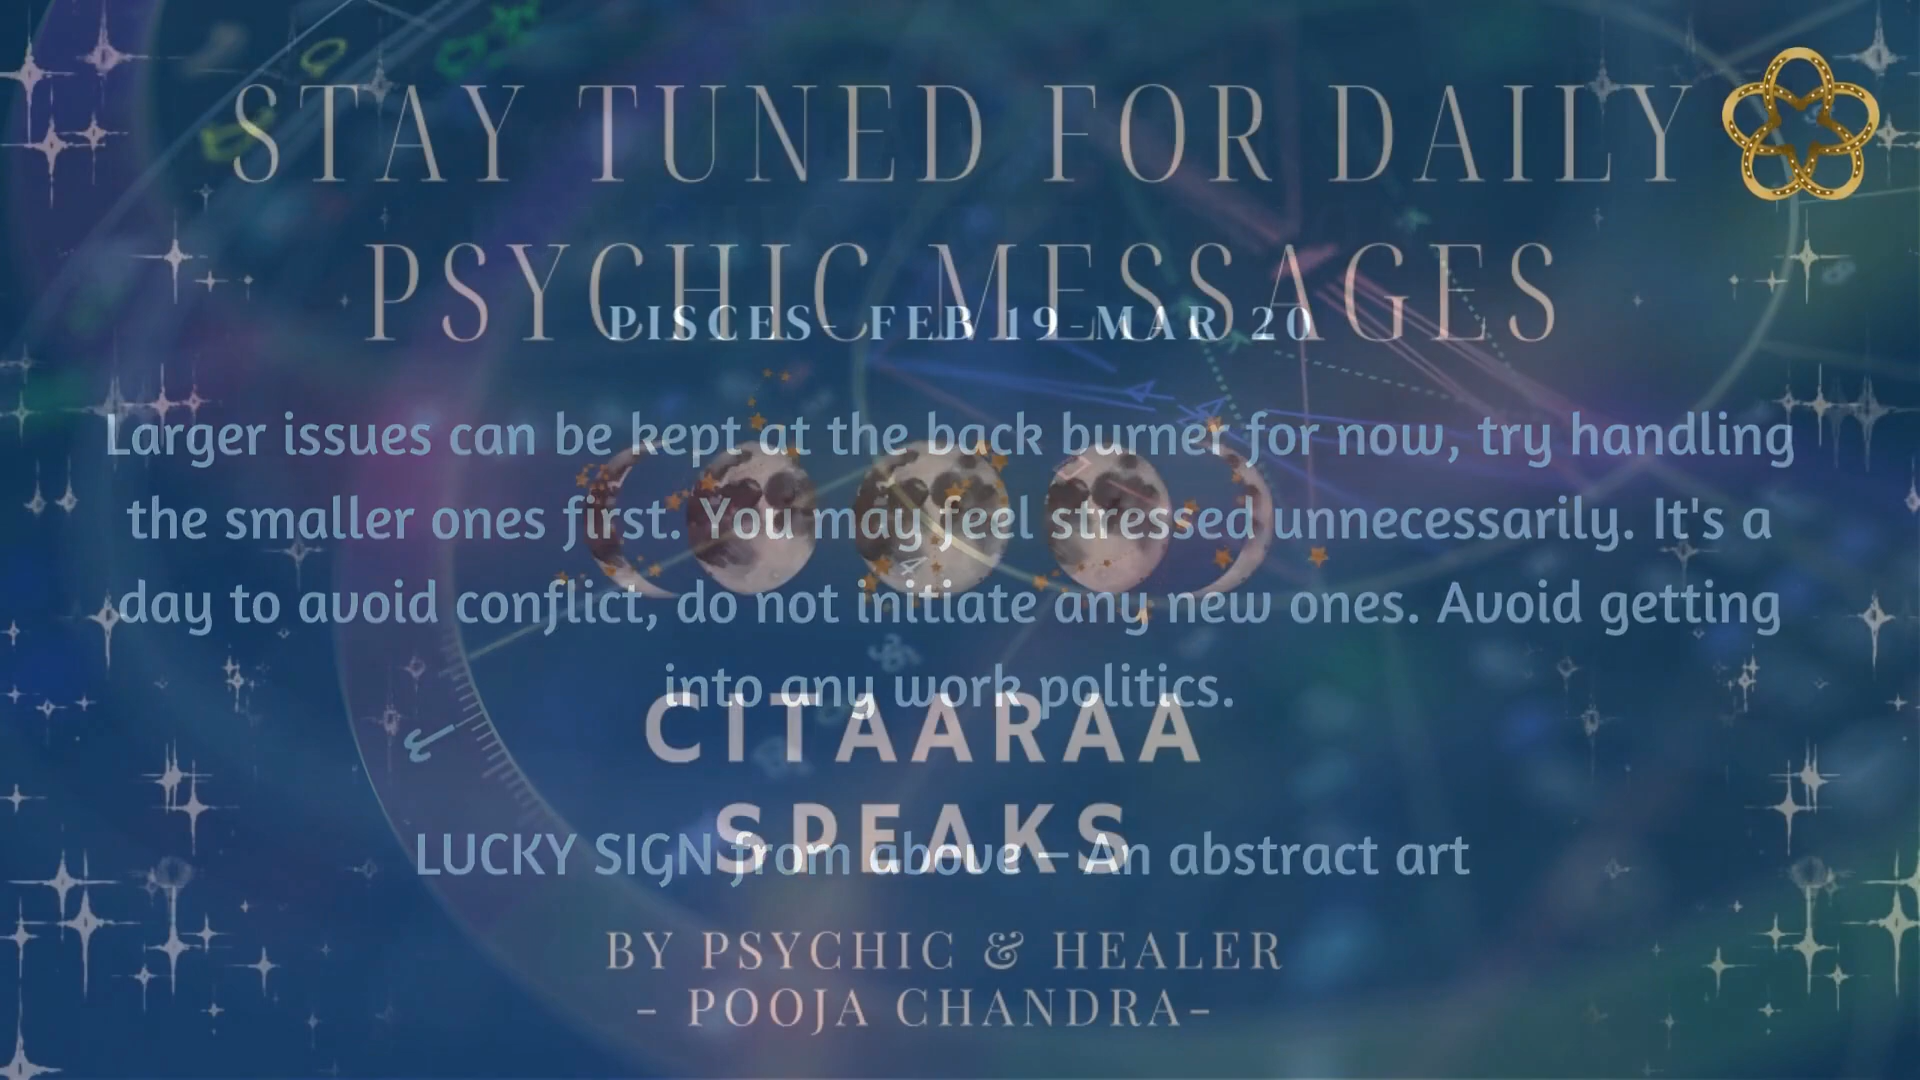 STAY TUNED FOR DAILY
PSYCHIC MESSAGES
PISCES- FEB 19-MAR 20
Larger issues can be kept at the back burner for now, try handling
the smaller ones first. You may feel stressed unnecessarily. It's a
day to avoid conflict, do not initiate any new ones. Avoid getting
into any work politics.
CITAARAA
SPEAKS
LUCKY SIGN from above – An abstract art
BY PSYCHIC & HEALER
- POOJA CHANDRA-